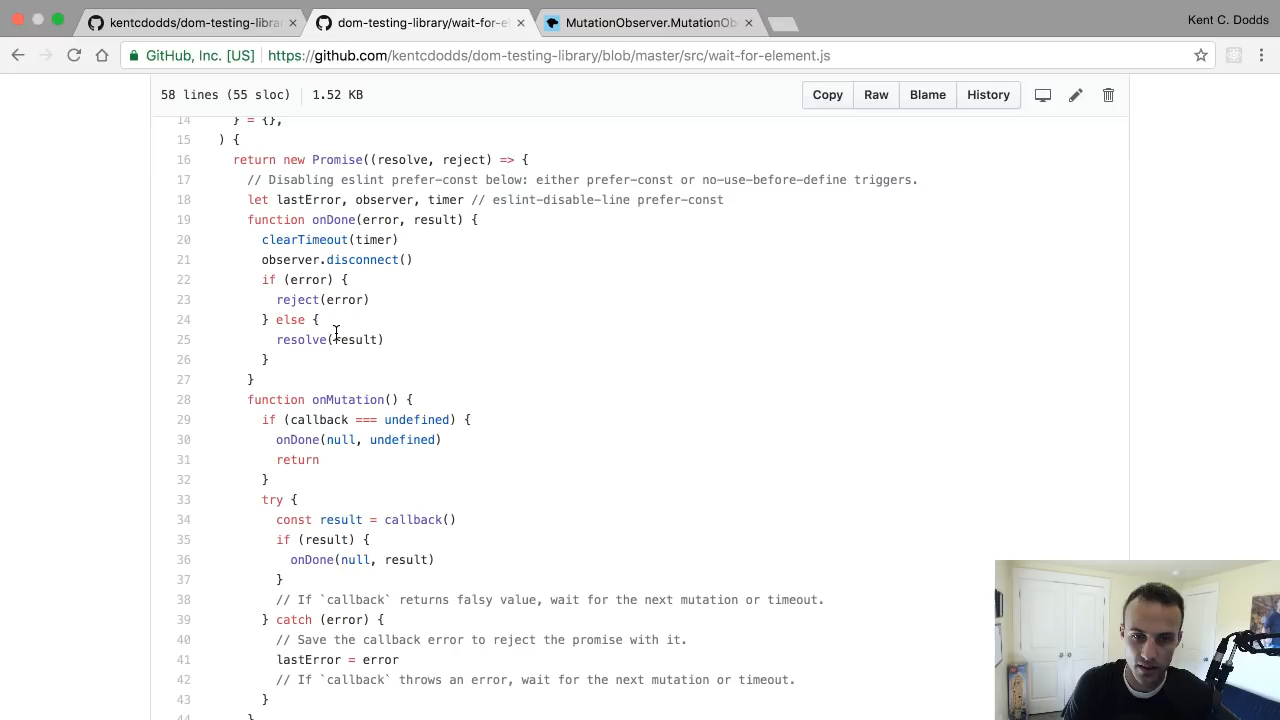 kentcdodds/dom-testing-librar
dom-testing-library/wait-for-el
MutationObserver.MutationOb
Kent C. Dodds
GitHub, Inc. [US] https://github.com/kentcdodds/dom-testing-library/blob/master/src/wait-for-element.js
58 lines (55 sloc) 1.52 KB Copy Raw Blame History
14 } = {},
15 ) {
16 return new Promise((resolve, reject) => {
17 // Disabling eslint prefer-const below: either prefer-const or no-use-before-define triggers.
18 let lastError, observer, timer // eslint-disable-line prefer-const
19 function onDone(error, result) {
20 clearTimeout(timer)
21 observer.disconnect()
22 if (error) {
23 reject(error)
24 } else {
25 resolve(result)
26 }
27 }
28 function onMutation() {
29 if (callback === undefined) {
30 onDone(null, undefined)
31 return
32 }
33 try {
34 const result = callback()
35 if (result) {
36 onDone(null, result)
37 }
38 // If `callback` returns falsy value, wait for the next mutation or timeout.
39 } catch (error) {
40 // Save the callback error to reject the promise with it.
41 lastError = error
42 // If `callback` throws an error, wait for the next mutation or timeout.
43 }
44 }